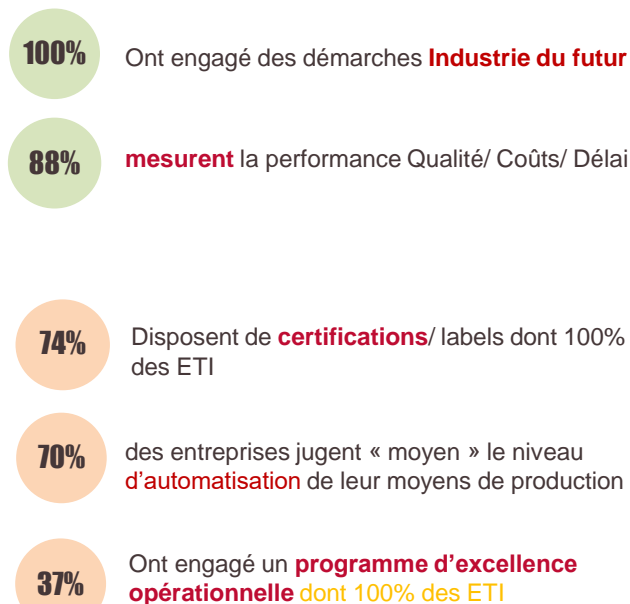 100% Ont engagé des démarches Industrie du futur
88% mesurent la performance Qualité/ Coûts/ Délai
74% Disposent de certifications/ labels dont 100%
des ETI
70% des entreprises jugent « moyen » le niveau
d'automatisation de leur moyens de production
37% Ont engagé un programme d'excellence
opérationnelle dont 100% des ETI